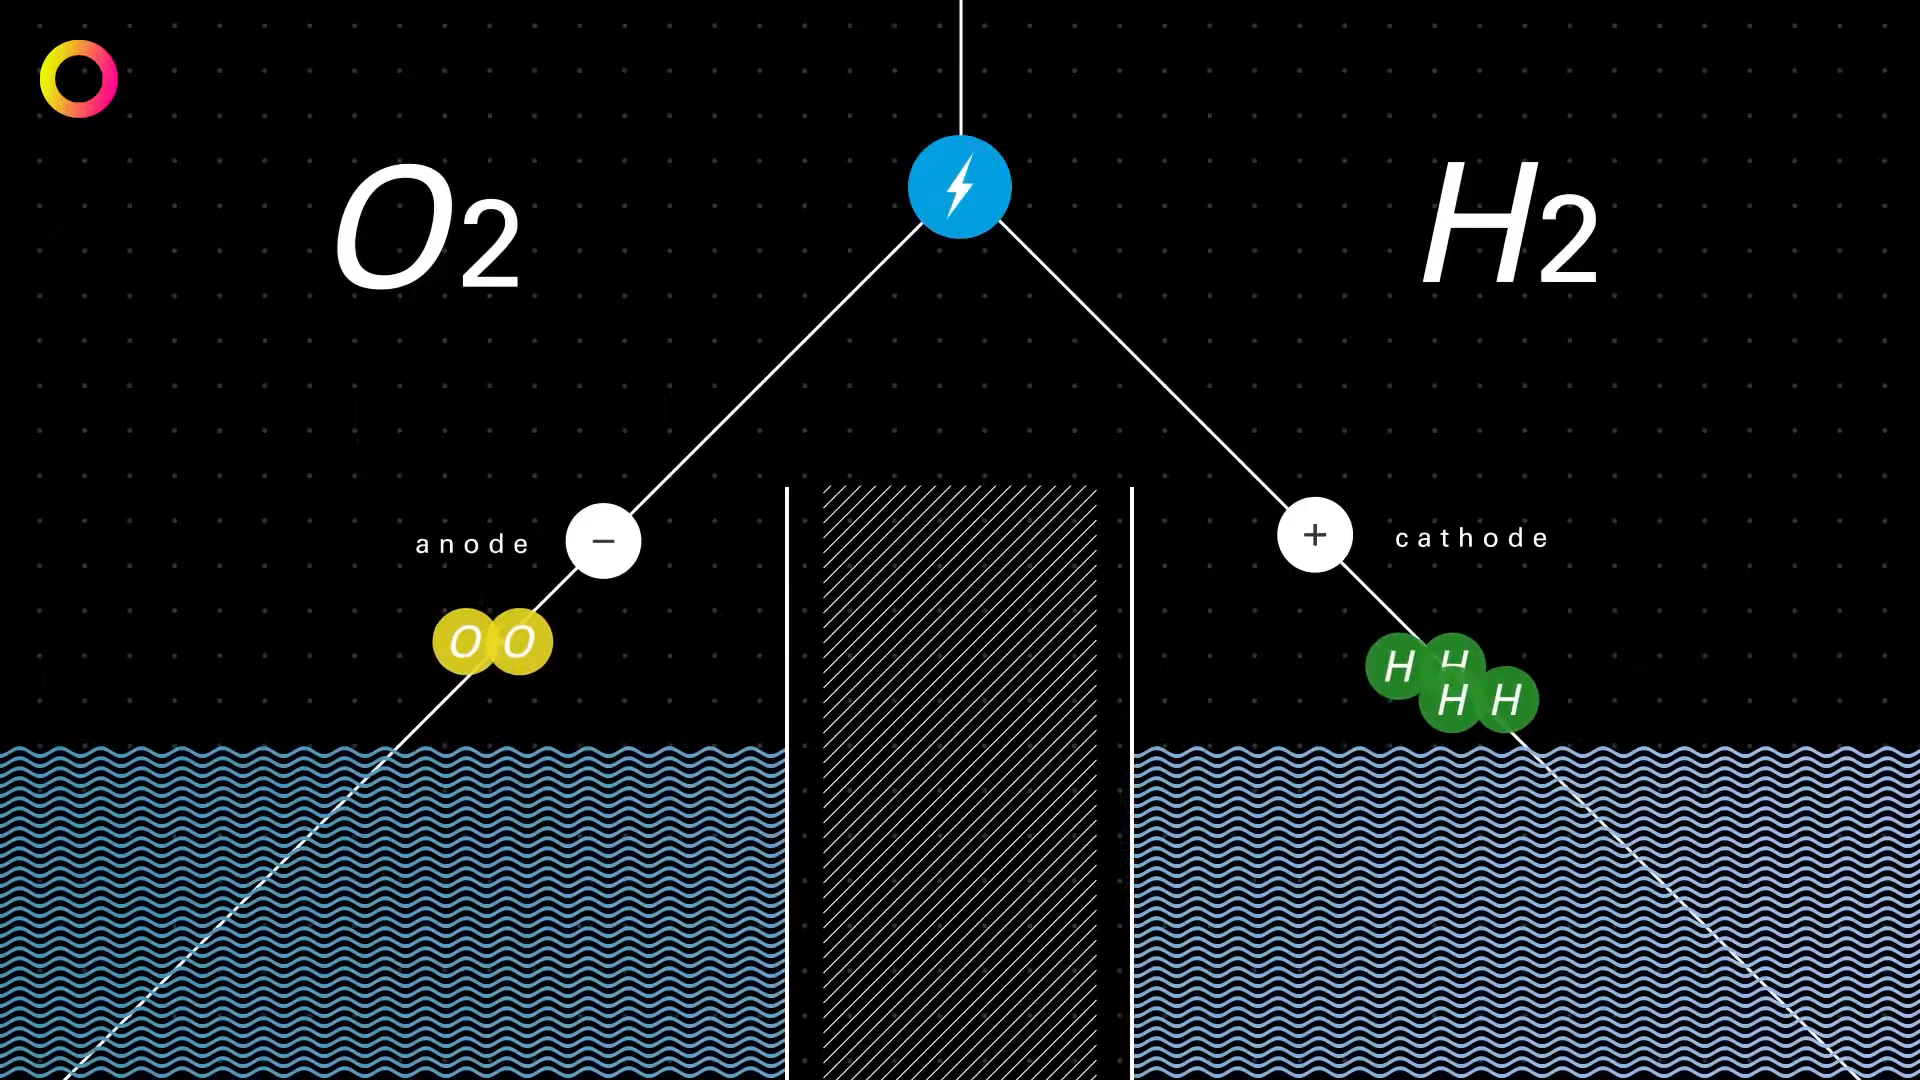 O2
H2
anode −
+ cathode
O O
H H
H H